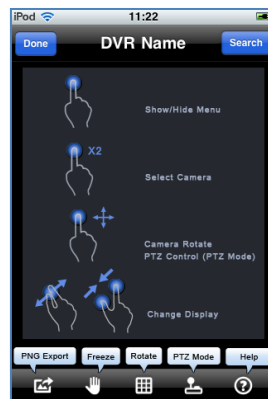 iPod 11:22
Done DVR Name Search
Show/Hide Menu
X2
Select Camera
Camera Rotate
PTZ Control (PTZ Mode)
Change Display
PNG Export Freeze Rotate PTZ Mode Help
?